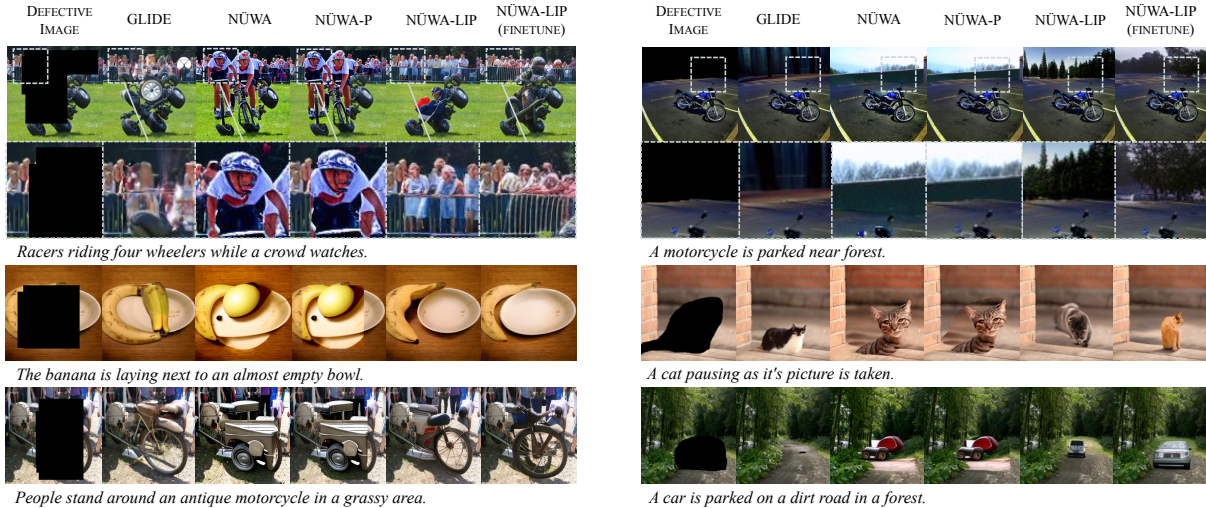 DEFECTIVE IMAGE GLIDE NÜWA NÜWA-P NÜWA-LIP NÜWA-LIP (FINETUNE)
Racers riding four wheelers while a crowd watches.
The banana is laying next to an almost empty bowl.
People stand around an antique motorcycle in a grassy area.
DEFECTIVE IMAGE GLIDE NÜWA NÜWA-P NÜWA-LIP NÜWA-LIP (FINETUNE)
A motorcycle is parked near forest.
A cat pausing as it's picture is taken.
A car is parked on a dirt road in a forest.